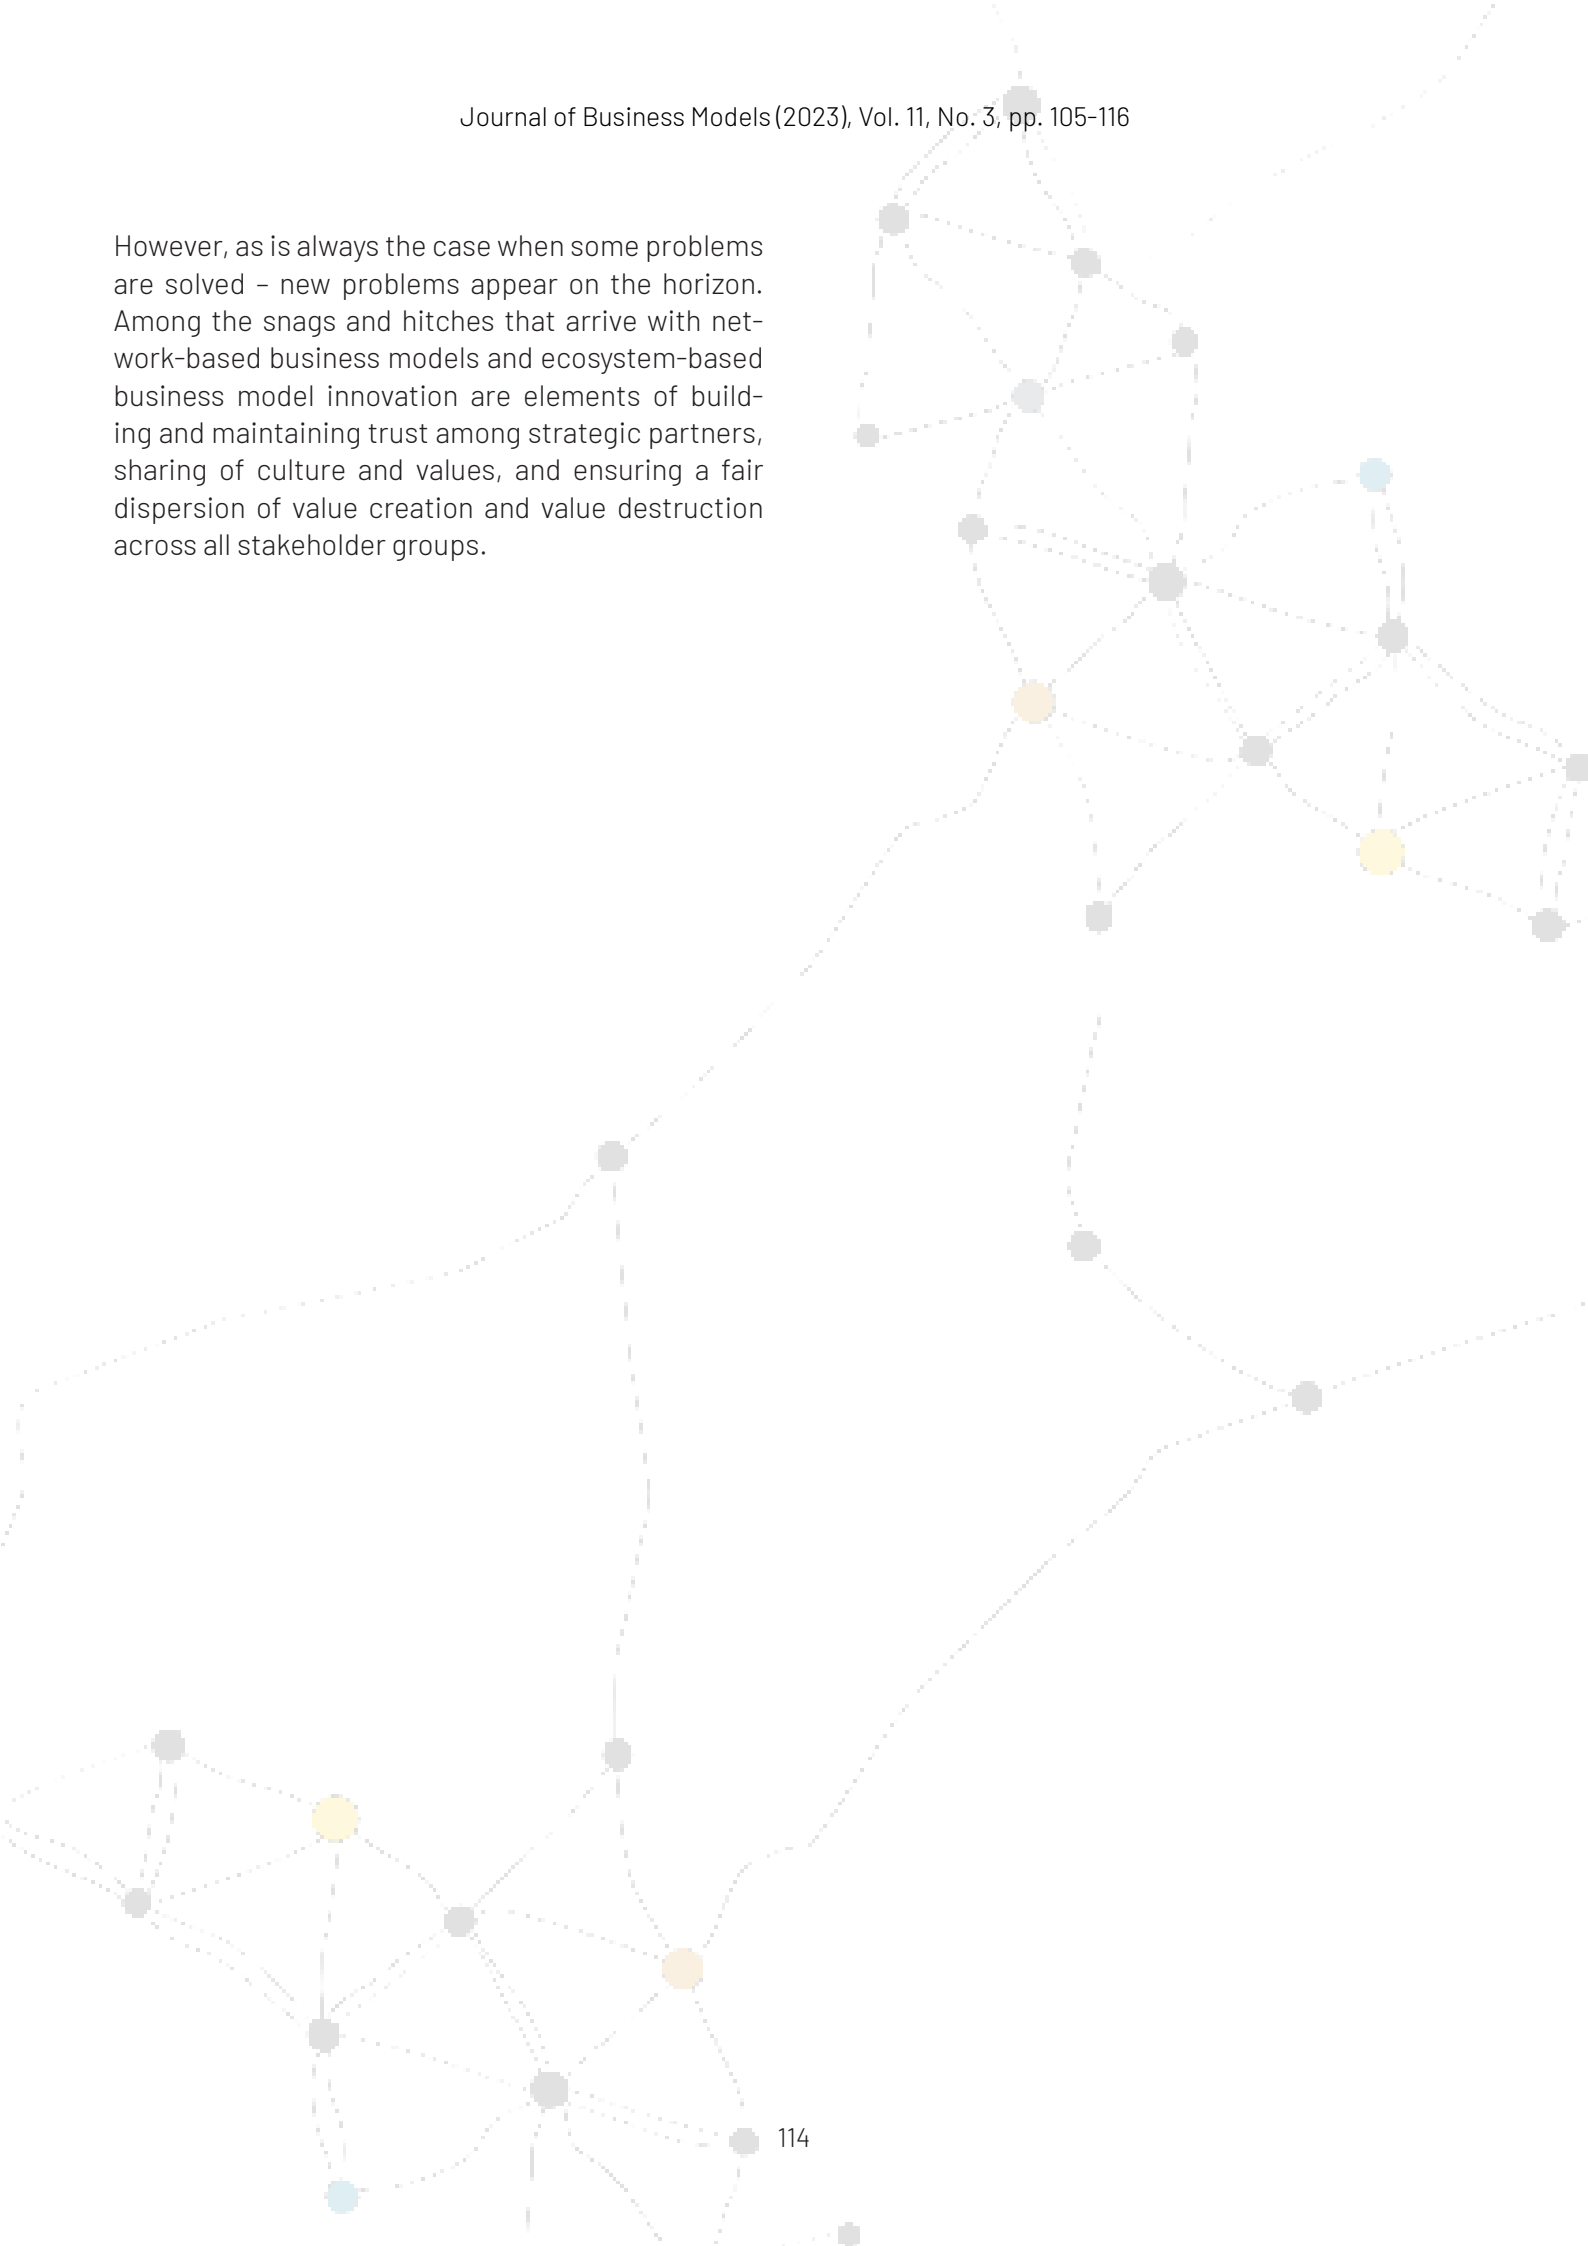 Journal of Business Models (2023), Vol. 11, No. 3, pp. 105-116
However, as is always the case when some problems
are solved – new problems appear on the horizon.
Among the snags and hitches that arrive with net-
work-based business models and ecosystem-based
business model innovation are elements of build-
ing and maintaining trust among strategic partners,
sharing of culture and values, and ensuring a fair
dispersion of value creation and value destruction
across all stakeholder groups.
114